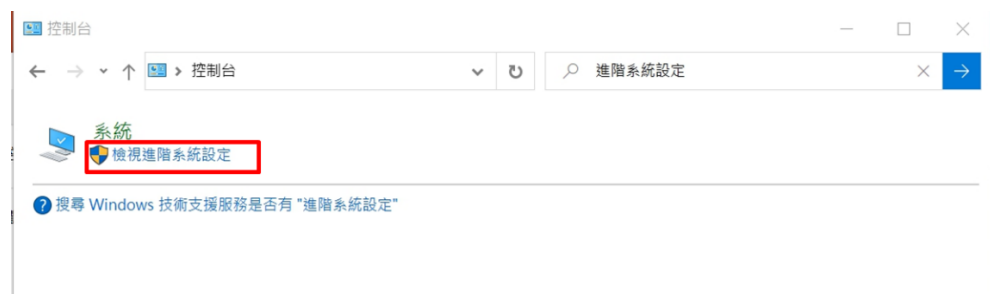 控制台
控制台
進階系統設定
系統
檢視進階系統設定
搜尋 Windows 技術支援服務是否有 "進階系統設定"